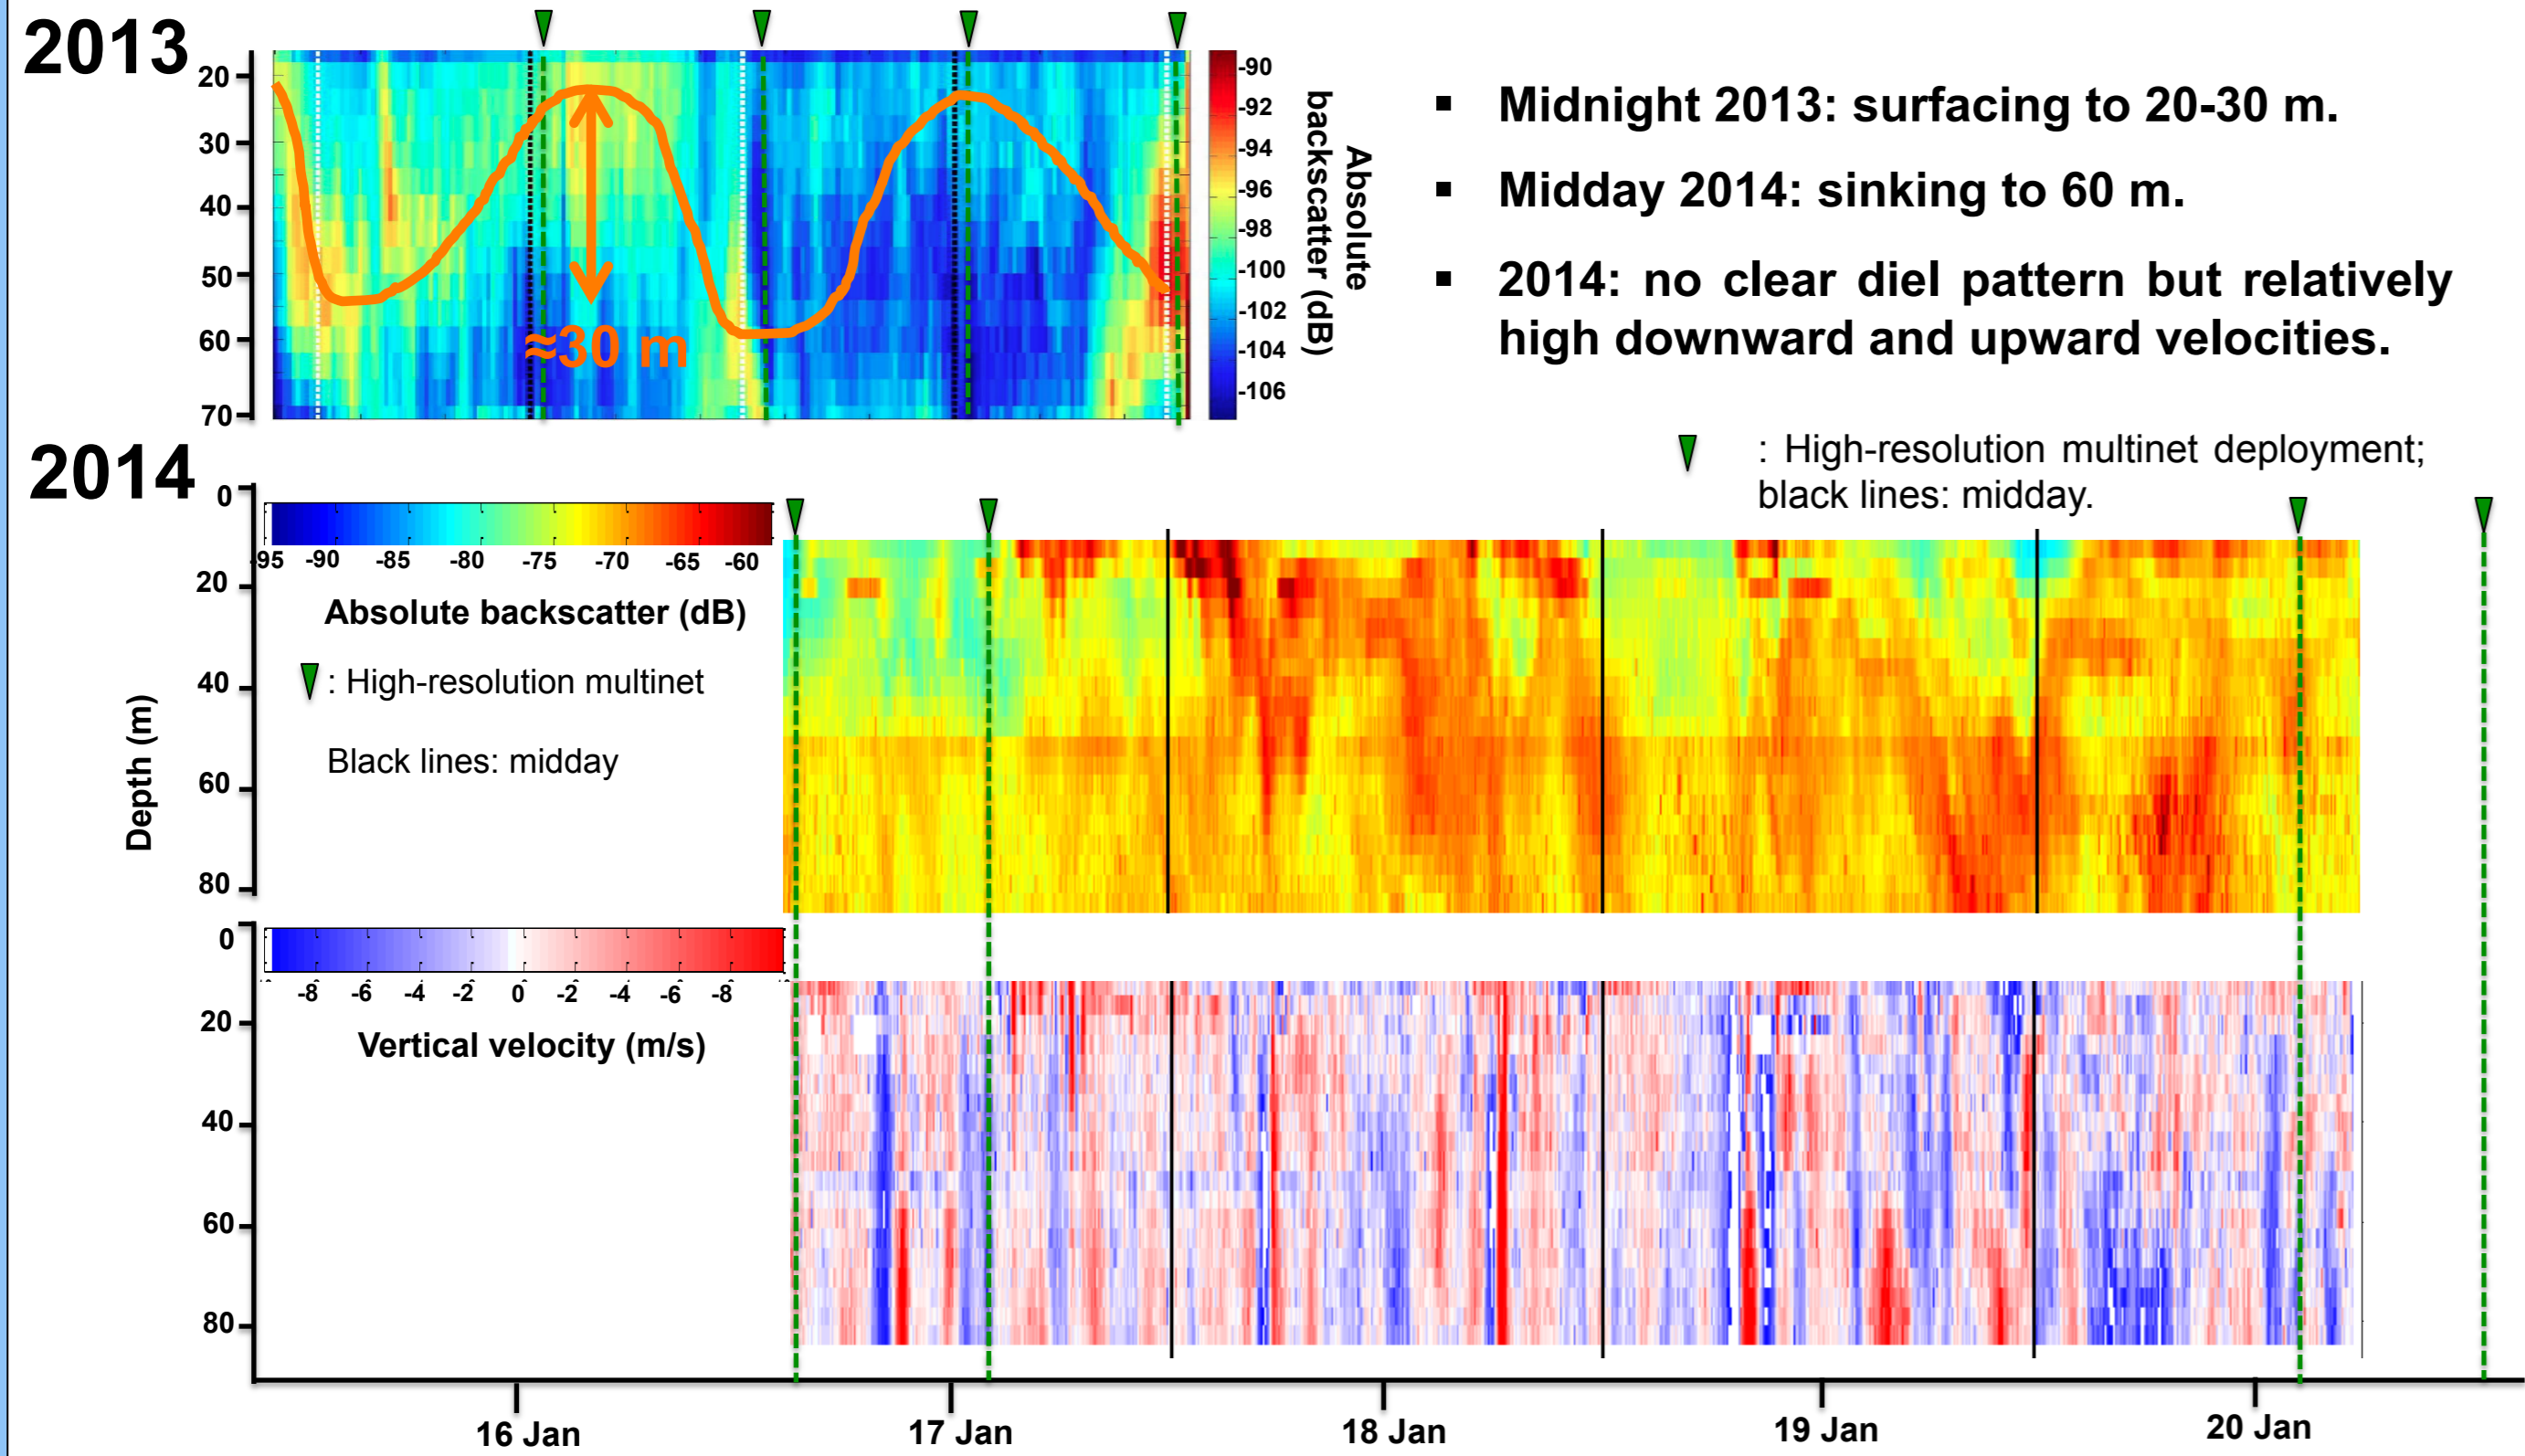 2013
20
30
40
50
60
70
≈30 m
-90
-92
-94
-96
-98
-100
-102
-104
-106
Absolute
backscatter (dB)
▪ Midnight 2013: surfacing to 20-30 m.
▪ Midday 2014: sinking to 60 m.
▪ 2014: no clear diel pattern but relatively
high downward and upward velocities.
: High-resolution multinet deployment;
black lines: midday.
2014
0
20
40
60
80
95 -90 -85 -80 -75 -70 -65 -60
Absolute backscatter (dB)
: High-resolution multinet
Black lines: midday
Depth (m)
0
20
40
60
80
-8 -6 -4 -2 0 -2 -4 -6 -8
Vertical velocity (m/s)
16 Jan 17 Jan 18 Jan 19 Jan 20 Jan